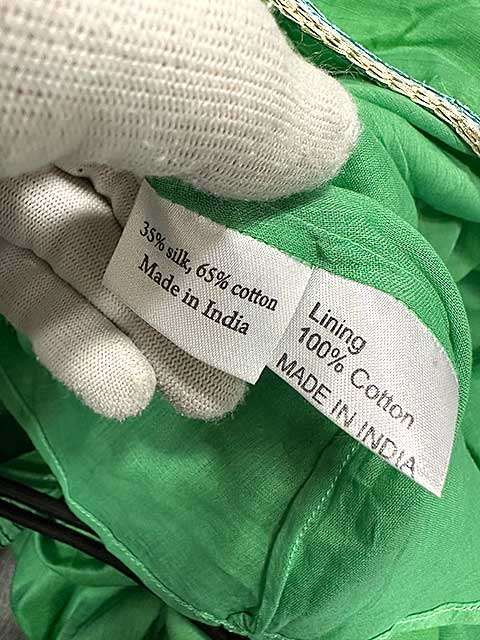 35% silk, 65% cotton
Made in India
Lining
100% Cotton
MADE IN INDIA